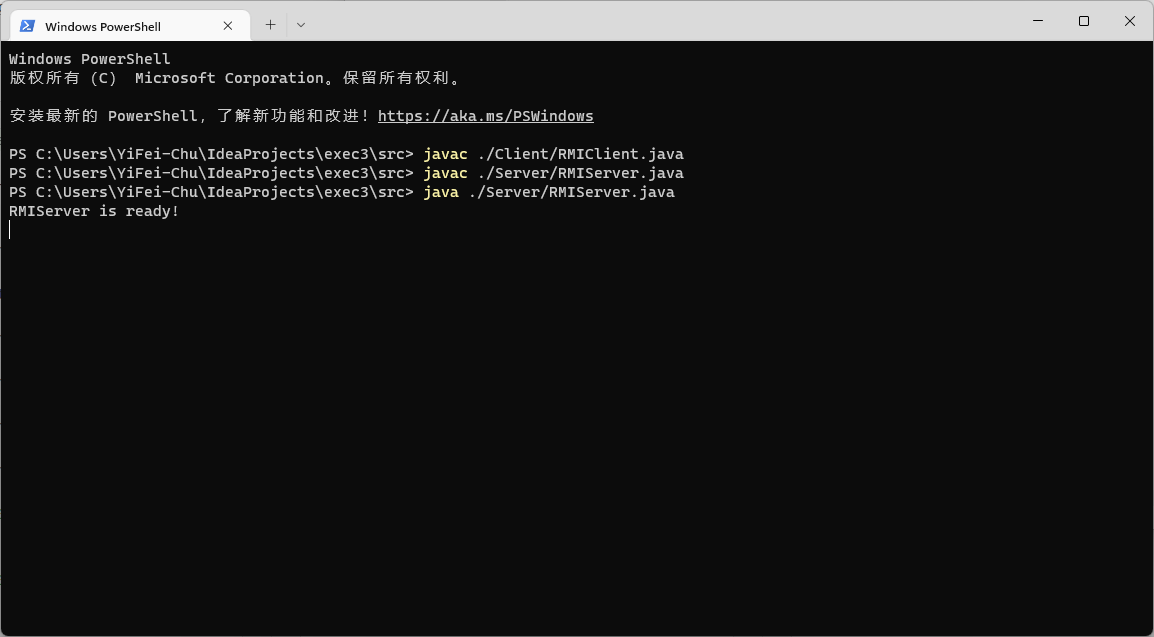 Windows PowerShell
Windows PowerShell
版权所有 (C)  Microsoft Corporation。保留所有权利。
安装最新的 PowerShell，了解新功能和改进！https://aka.ms/PSWindows
PS C:\Users\YiFei-Chu\IdeaProjects\exec3\src> javac ./Client/RMIClient.java
PS C:\Users\YiFei-Chu\IdeaProjects\exec3\src> javac ./Server/RMIServer.java
PS C:\Users\YiFei-Chu\IdeaProjects\exec3\src> java ./Server/RMIServer.java
RMIServer is ready!